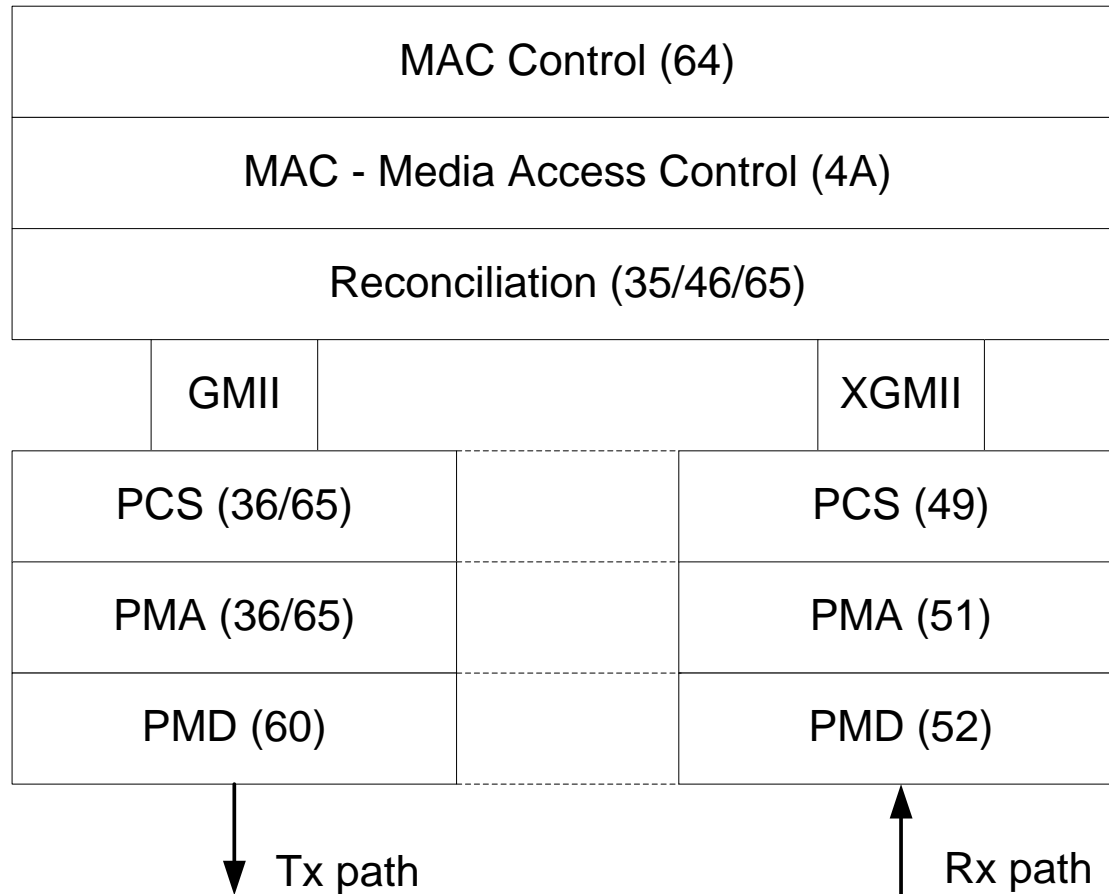 MAC Control (64)
MAC - Media Access Control (4A)
Reconciliation (35/46/65)
GMII
XGMII
PCS (36/65)
PCS (49)
PMA (36/65)
PMA (51)
PMD (60)
PMD (52)
Tx path
Rx path